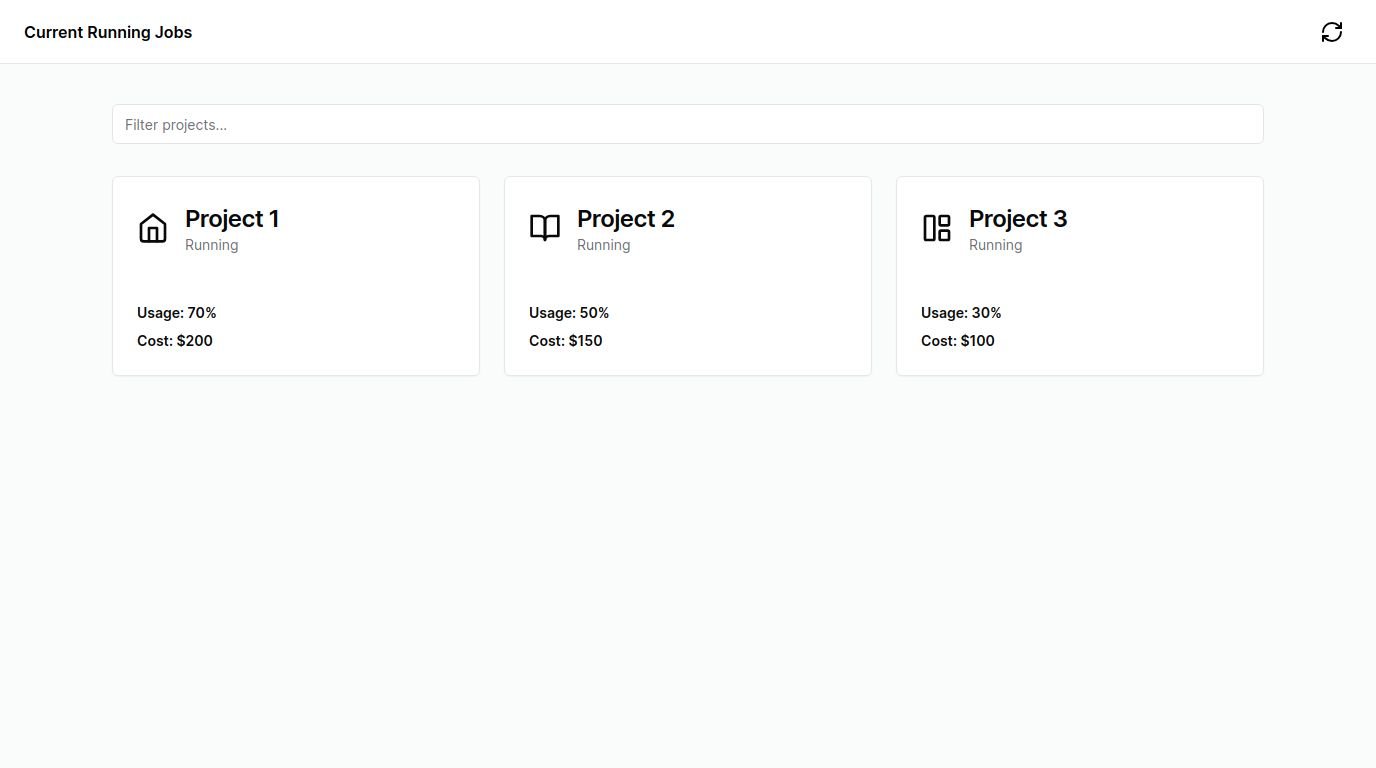 Current Running Jobs
Filter projects...
Project 1
Running
Usage: 70%
Cost: $200
Project 2
Running
Usage: 50%
Cost: $150
Project 3
Running
Usage: 30%
Cost: $100